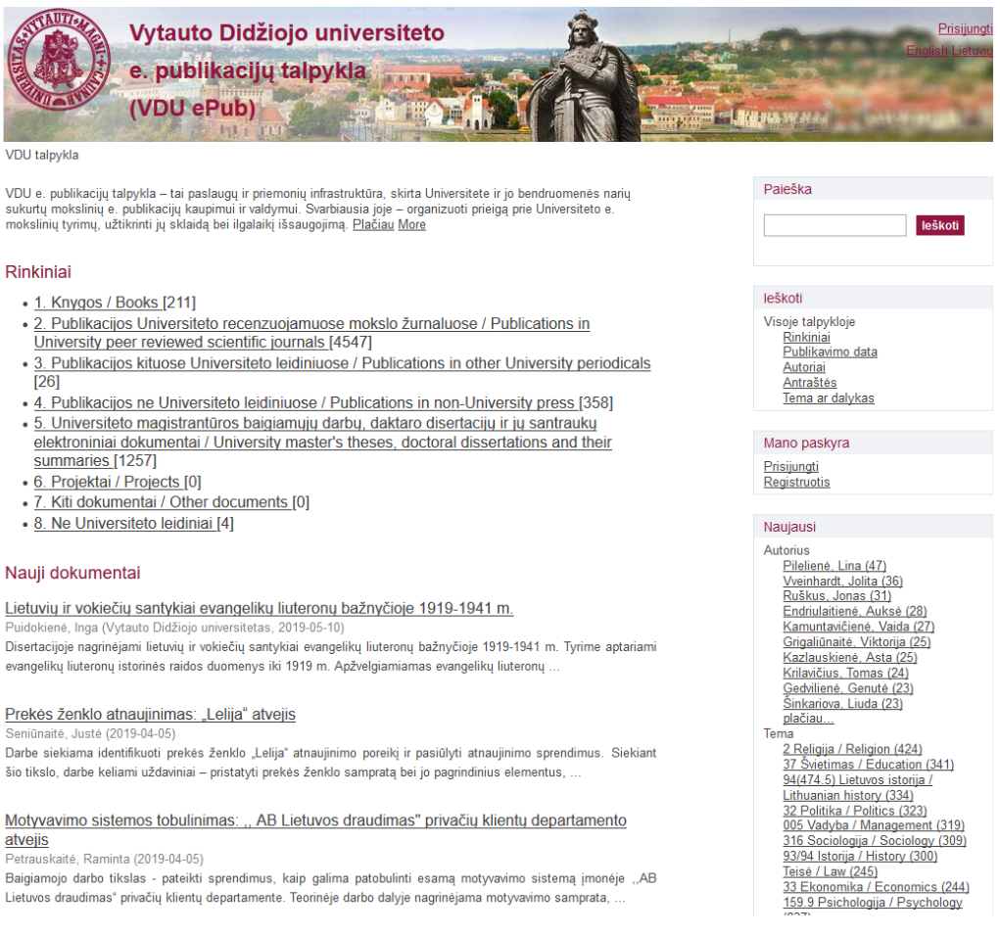 Vytauto Didžiojo universiteto
e. publikacijų talpykla
(VDU ePub)
Prisijungti
English Lietuvių
VDU talpykla
VDU e. publikacijų talpykla – tai paslaugų ir priemonių infrastruktūra, skirta Universitete ir jo bendruomenės narių
sukurtų mokslinių e. publikacijų kaupimui ir valdymui. Svarbiausia joje – organizuoti prieigą prie Universiteto e.
mokslinių tyrimų, užtikrinti jų sklaidą bei ilgalaikį išsaugojimą. Plačiau More
Rinkiniai
1. Knygos / Books [211]
2. Publikacijos Universiteto recenzuojamuose mokslo žurnaluose / Publications in
University peer reviewed scientific journals [4547]
3. Publikacijos kituose Universiteto leidiniuose / Publications in other University periodicals
[26]
4. Publikacijos ne Universiteto leidiniuose / Publications in non-University press [358]
5. Universiteto magistrantūros baigiamųjų darbų, daktaro disertacijų ir jų santraukų
elektroniniai dokumentai / University master's theses, doctoral dissertations and their
summaries [1257]
6. Projektai / Projects [0]
7. Kiti dokumentai / Other documents [0]
8. Ne Universiteto leidiniai [4]
Nauji dokumentai
Lietuvių ir vokiečių santykiai evangelikų liuteronų bažnyčioje 1919-1941 m.
Puidokienė, Inga (Vytauto Didžiojo universitetas, 2019-05-10)
Disertacijoje nagrinėjami lietuvių ir vokiečių santykiai evangelikų liuteronų bažnyčioje 1919-1941 m. Tyrime aptariami
evangelikų liuteronų istorinės raidos duomenys iki 1919 m. Apžvelgiamiamas evangelikų liuteronų ...
Prekės ženklo atnaujinimas: „Lelija“ atvejis
Seniūnaitė, Justė (2019-04-05)
Darbe siekiama identifikuoti prekės ženklo „Lelija“ atnaujinimo poreikį ir pasiūlyti atnaujinimo sprendimus. Siekiant
šio tikslo, darbe keliami uždaviniai – pristatyti prekės ženklo sampratą bei jo pagrindinius elementus, ...
Motyvavimo sistemos tobulinimas: ,, AB Lietuvos draudimas" privačių klientų departamento
atvejis
Petrauskaitė, Raminta (2019-04-05)
Baigiamojo darbo tikslas - pateikti sprendimus, kaip galima patobulinti esamą motyvavimo sistemą įmonėje ,,AB
Lietuvos draudimas“ privačių klientų departamente. Teorinėje darbo dalyje nagrinėjama motyvavimo samprata, ...
Paieška
Ieškoti
Ieškoti
Visoje talpykloje
Rinkiniai
Publikavimo data
Autoriai
Antraštės
Tema ar dalykas
Mano paskyra
Prisijungti
Registruotis
Naujausi
Autorius
Pilelienė, Lina (47)
Vveinhardt, Jolita (36)
Ruškus, Jonas (31)
Endriulaitienė, Auksė (28)
Kamuntavičienė, Vaida (27)
Grigaliūnaitė, Viktorija (25)
Kazlauskienė, Asta (25)
Krilavičius, Tomas (24)
Gedvilienė, Genutė (23)
Šinkariova, Liuda (23)
plačiau...
Tema
2 Religija / Religion (424)
37 Švietimas / Education (341)
94(474.5) Lietuvos istorija /
Lithuanian history (334)
32 Politika / Politics (323)
005 Vadyba / Management (319)
316 Sociologija / Sociology (309)
93/94 Istorija / History (300)
Teisė / Law (245)
33 Ekonomika / Economics (244)
159.9 Psichologija / Psychology